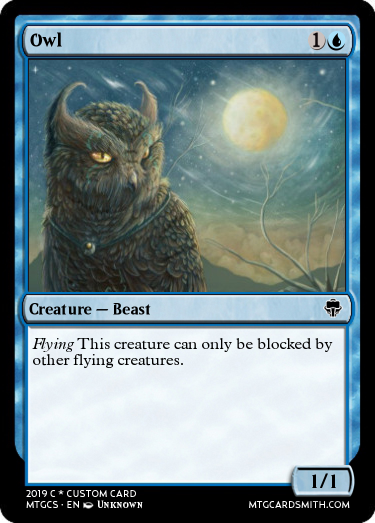 Owl 1
Creature — Beast
Flying This creature can only be blocked by
other flying creatures.
1/1
2019 C * CUSTOM CARD
MTGCS • EN UNKNOWN
MTGCARDSMITH.COM